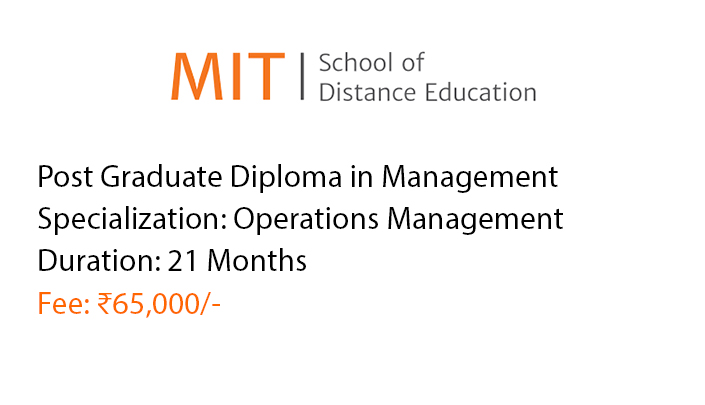 MIT
School of
Distance Education
Post Graduate Diploma in Management
Specialization: Operations Management
Duration: 21 Months
Fee: ₹65,000/-